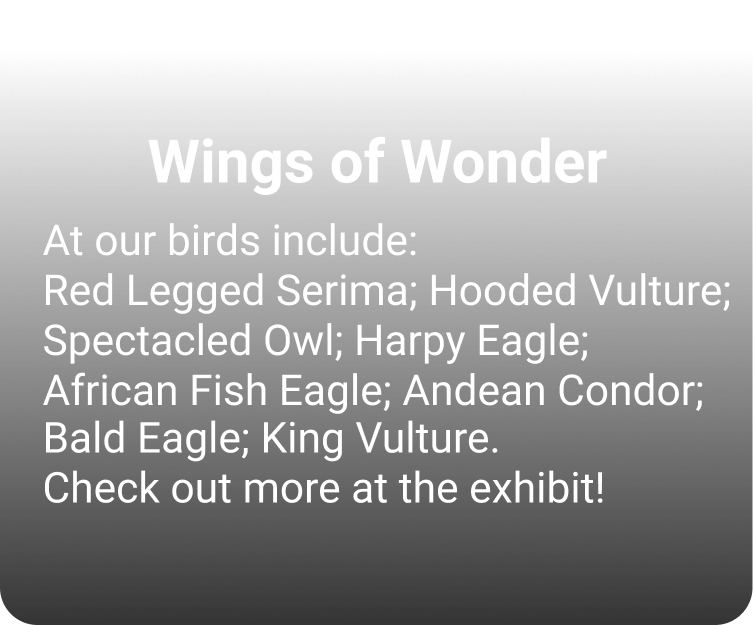 Wings of Wonder
At our birds include:
Red Legged Serima; Hooded Vulture;
Spectacled Owl; Harpy Eagle;
African Fish Eagle; Andean Condor;
Bald Eagle; King Vulture.
Check out more at the exhibit!